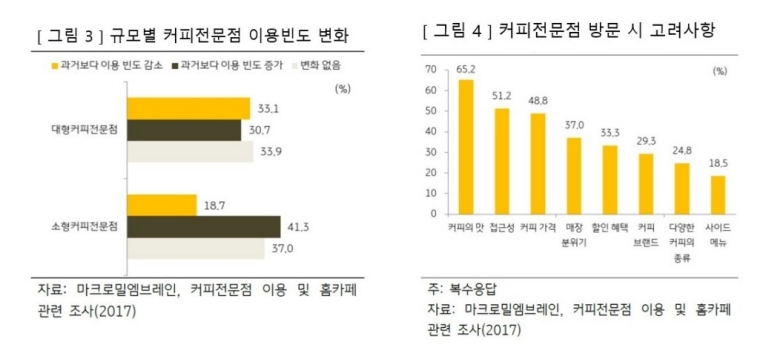 [ 그림 3 ] 규모별 커피전문점 이용빈도 변화
과거보다 이용 빈도 감소 과거보다 이용 빈도 증가 변화 없음
(%)
대형커피전문점
33,1
30,7
33,9
소형커피전문점
18,7
41,3
37,0
자료: 마크로밀엠브레인, 커피전문점 이용 및 홈카페
관련 조사(2017)
[ 그림 4 ] 커피전문점 방문 시 고려사항
(%)
70
60
50
40
30
20
10
0
65,2
51,2
48,8
37,0
33,3
29,3
24,8
18,5
커피의 맛 접근성 커피 가격 매장 할인 혜택 커피 다양한 사이드
분위기 브랜드 커피의 메뉴
종류
주: 복수응답
자료: 마크로밀엠브레인, 커피전문점 이용 및 홈카페
관련 조사(2017)